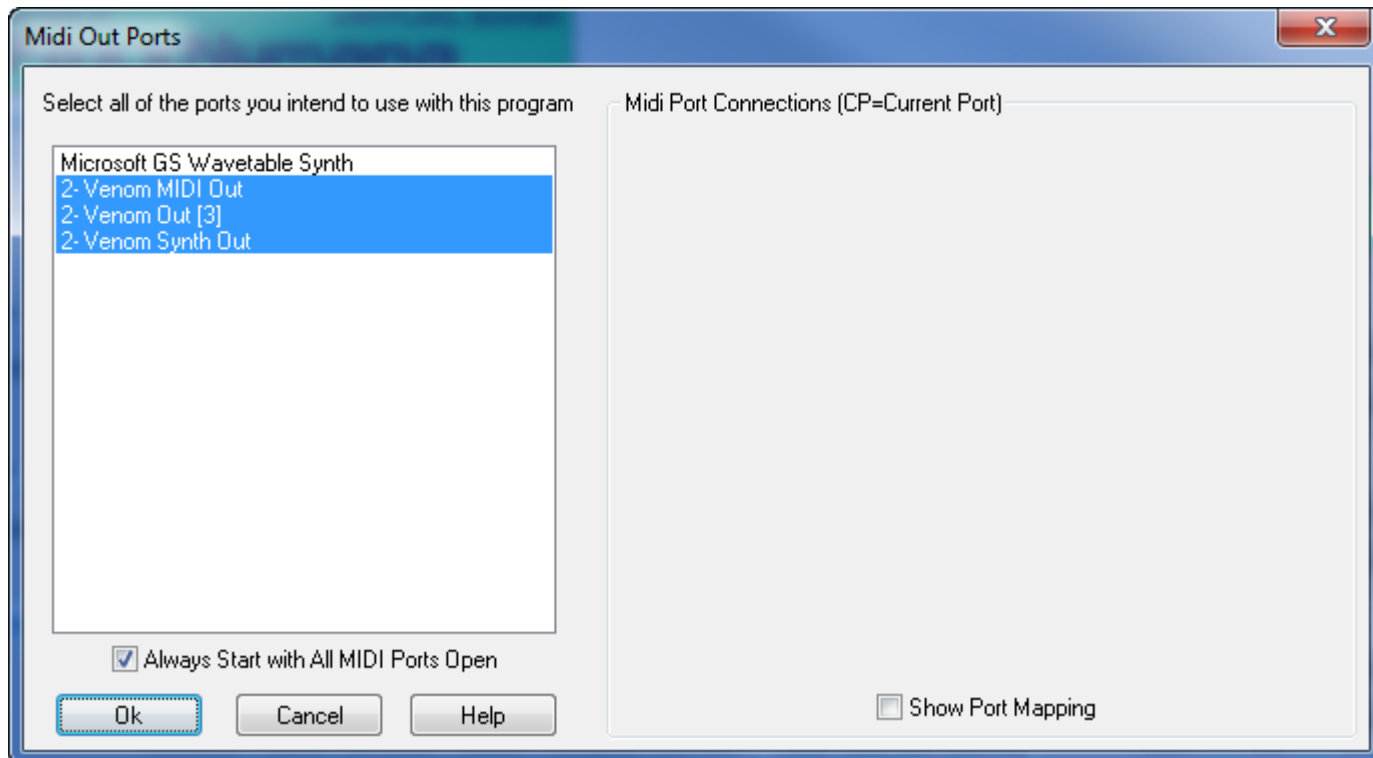 Midi Out Ports
Select all of the ports you intend to use with this program
Microsoft GS Wavetable Synth
2- Venom MIDI Out
2- Venom Out [3]
2- Venom Synth Out
Always Start with All MIDI Ports Open
Ok
Cancel
Help
Midi Port Connections (CP=Current Port)
Show Port Mapping